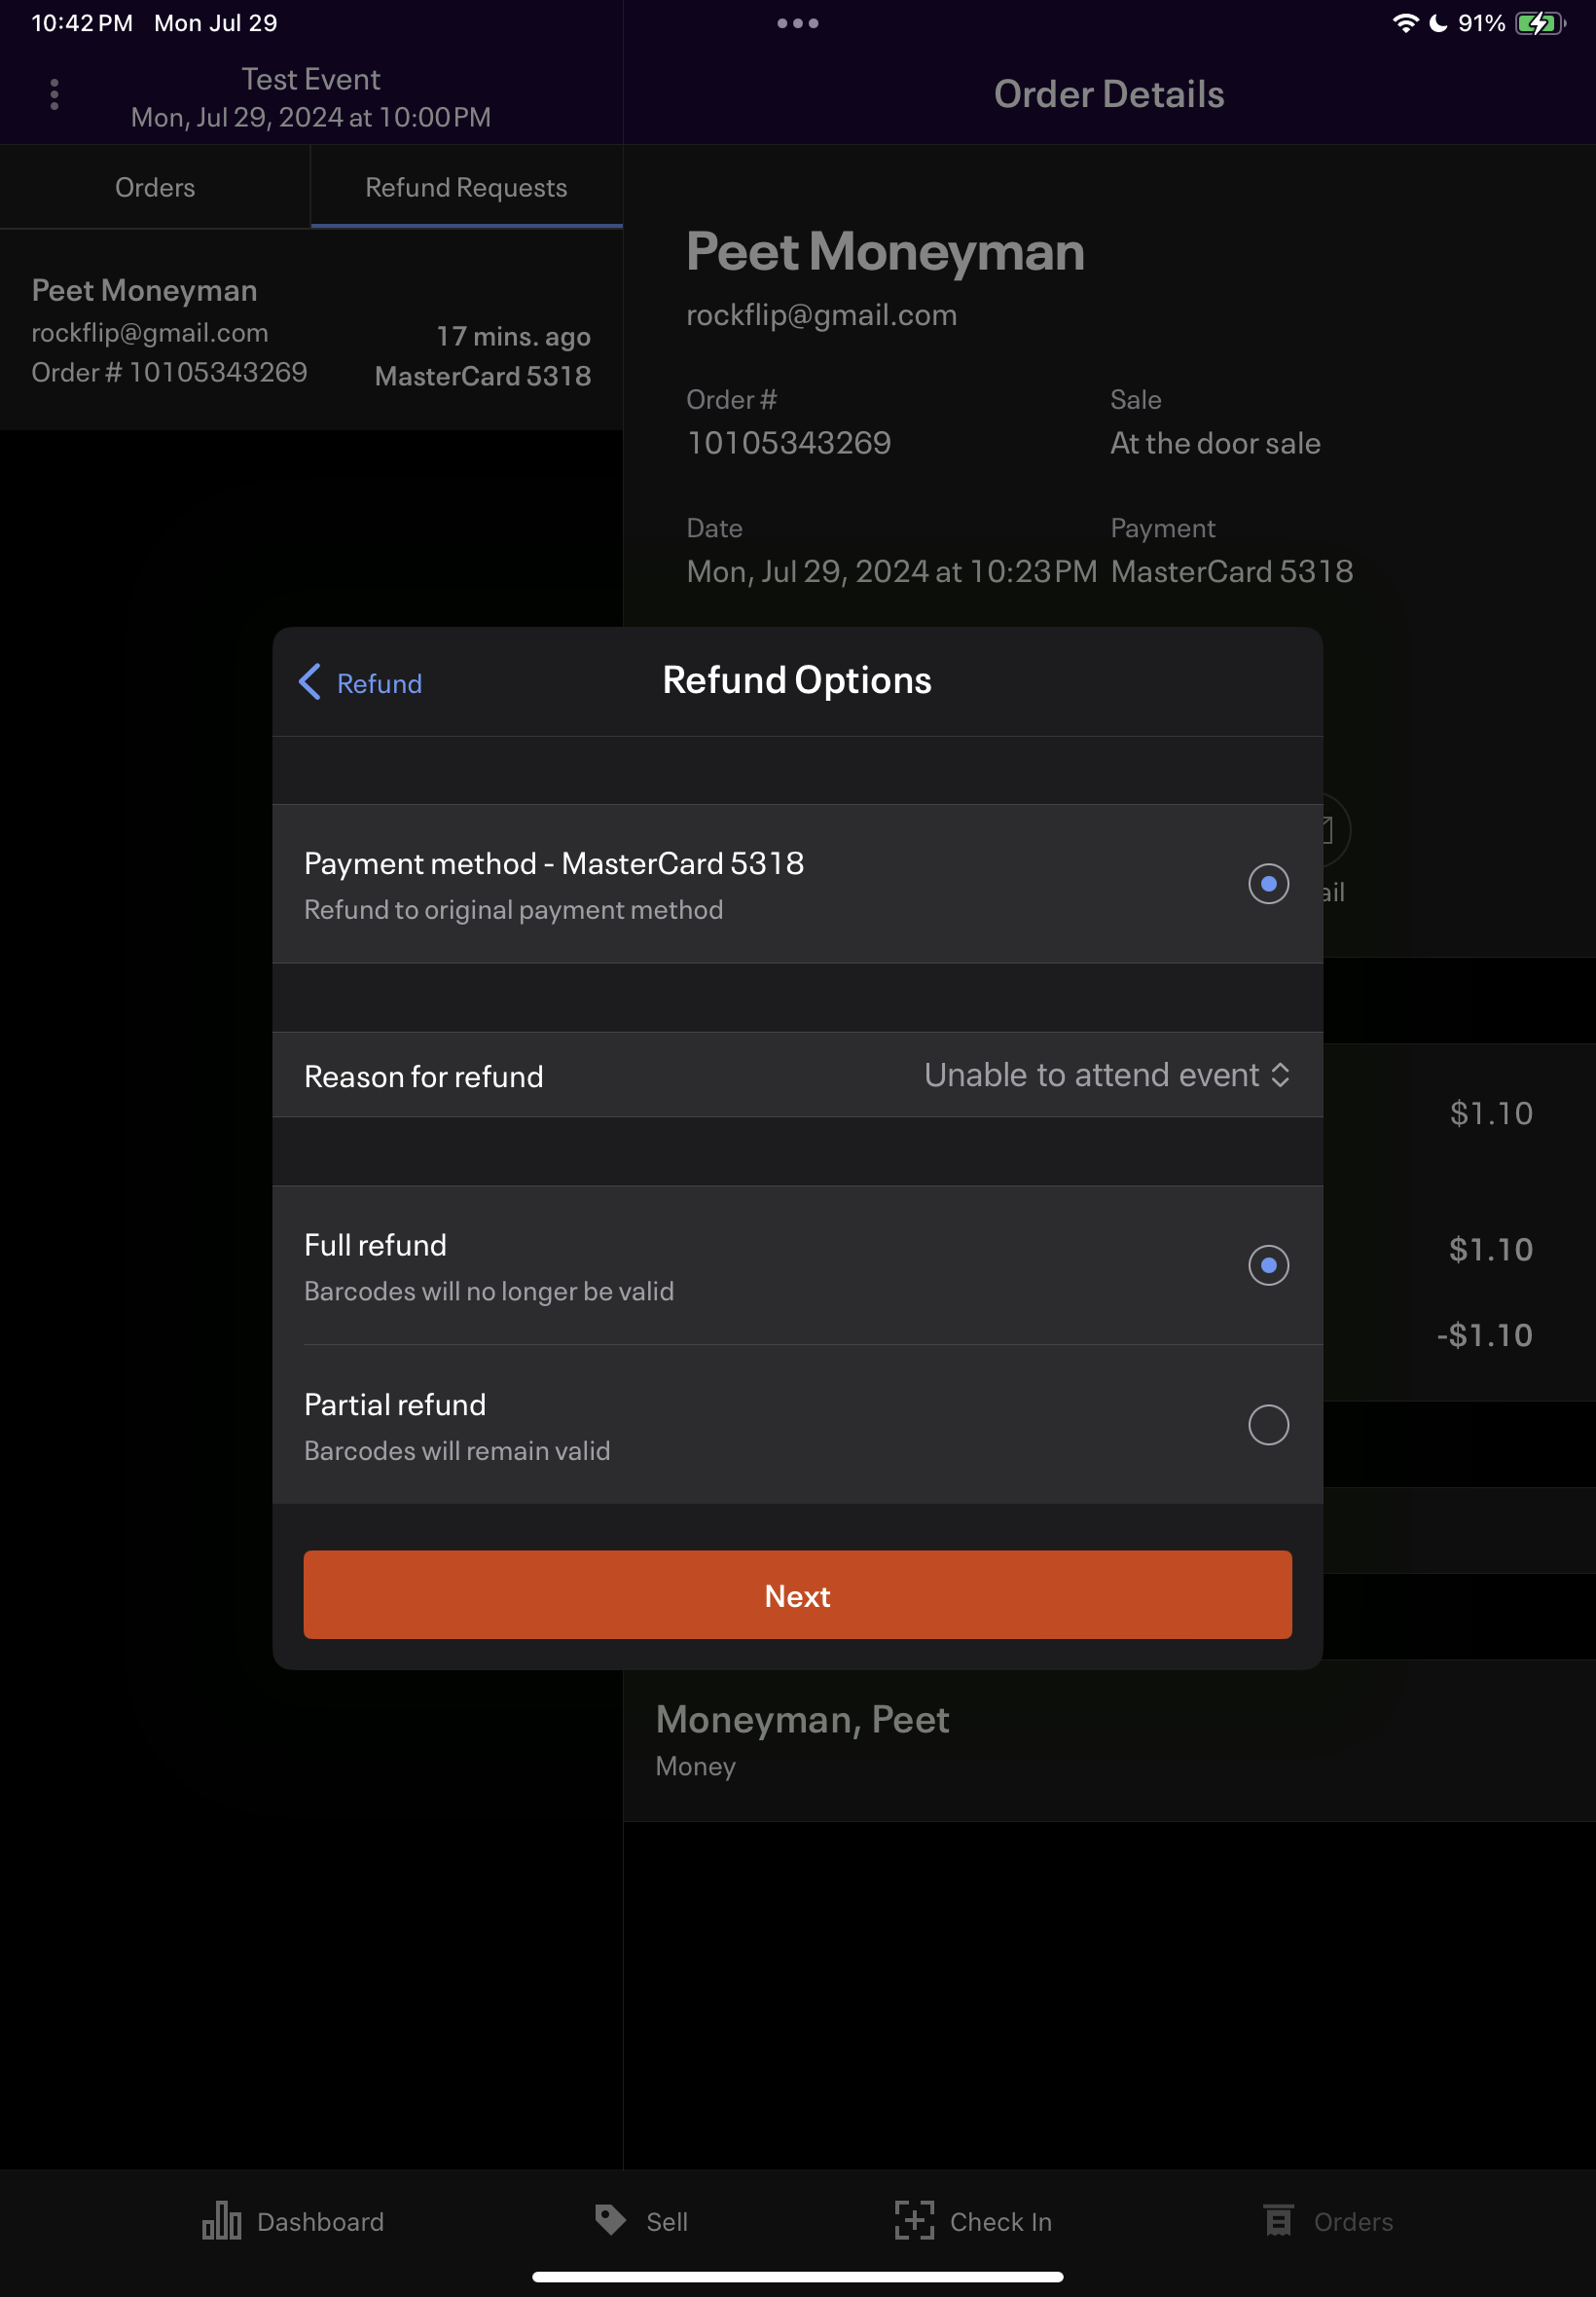 10:42 PM Mon Jul 29
91%
Test Event
Mon, Jul 29, 2024 at 10:00 PM
Order Details
Orders
Refund Requests
Peet Moneyman
rockflip@gmail.com
17 mins. ago
Order # 10105343269
MasterCard 5318
Peet Moneyman
rockflip@gmail.com
Order #
Sale
10105343269
At the door sale
Date
Payment
Mon, Jul 29, 2024 at 10:23 PM
MasterCard 5318
Refund
Refund Options
Payment method - MasterCard 5318
Refund to original payment method
ail
Reason for refund
Unable to attend event
$1.10
Full refund
Barcodes will no longer be valid
$1.10
-$1.10
Partial refund
Barcodes will remain valid
Next
Moneyman, Peet
Money
Dashboard
Sell
Check In
Orders